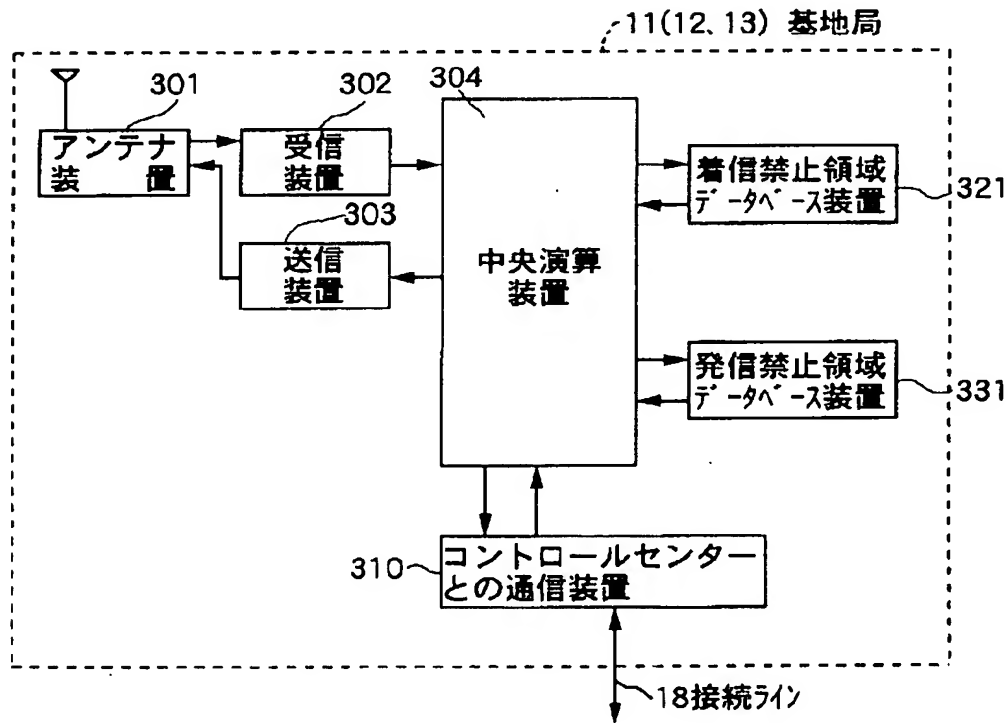 11(12、13) 基地局
301
302
304
アンテナ
装　置
受信
装置
着信禁止領域
データベース装置
321
303
送信
装置
中央演算
装置
発信禁止領域
データベース装置
331
310
コントロールセンター
との通信装置
18接続ライン